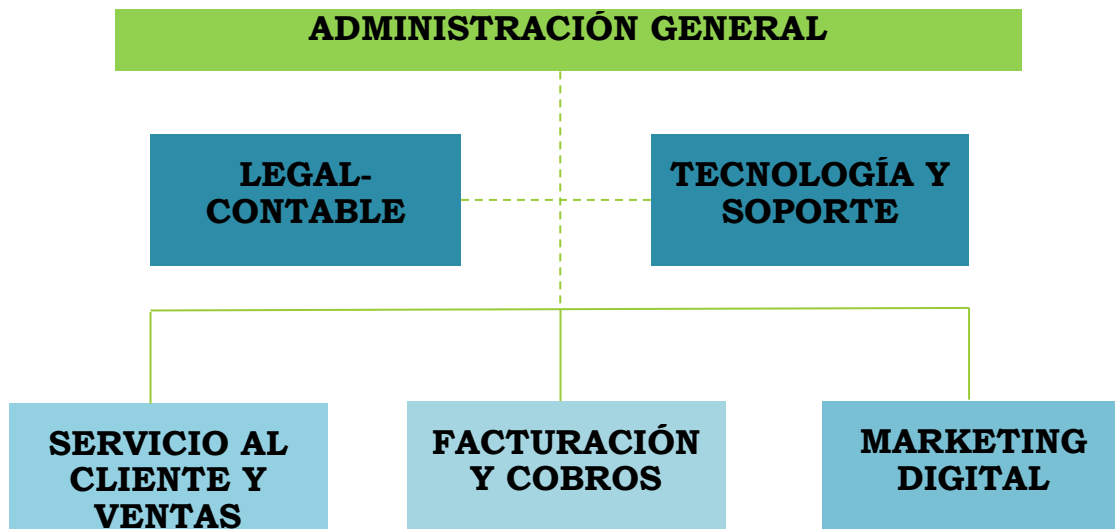 ADMINISTRACIÓN GENERAL
LEGAL-
CONTABLE
TECNOLOGÍA Y
SOPORTE
SERVICIO AL
CLIENTE Y
VENTAS
FACTURACIÓN
Y COBROS
MARKETING
DIGITAL